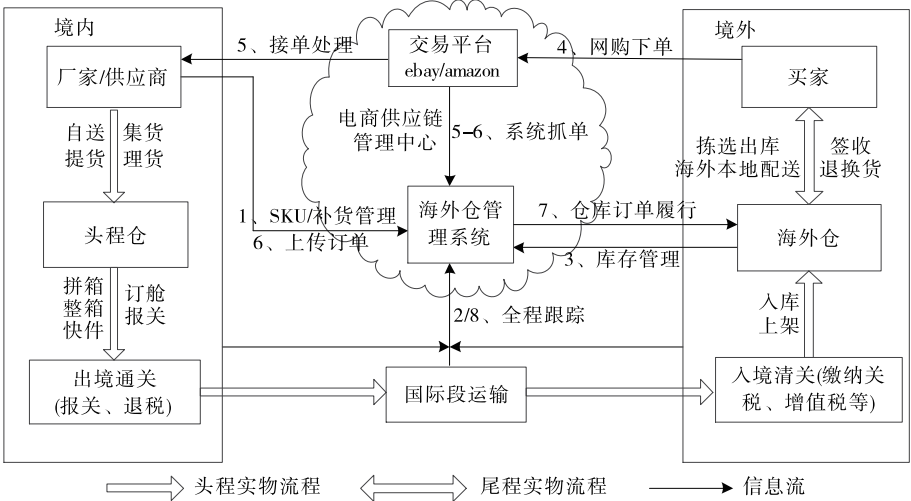 境内
境外
5、接单处理
交易平台
ebay/amazon
4、网购下单
厂家/供应商
买家
自送
提货
集货
理货
电商供应链
管理中心
5-6、系统抓单
拣选出库
海外本地配送
签收
退换货
头程仓
1、SKU/补货管理
6、上传订单
海外仓管
理系统
7、仓库订单履行
3、库存管理
海外仓
拼箱
整箱
快件
订舱
报关
2/8、全程跟踪
入库
上架
出境通关
(报关、退税)
国际段运输
入境清关(缴纳关
税、增值税等)
头程实物流程
尾程实物流程
信息流